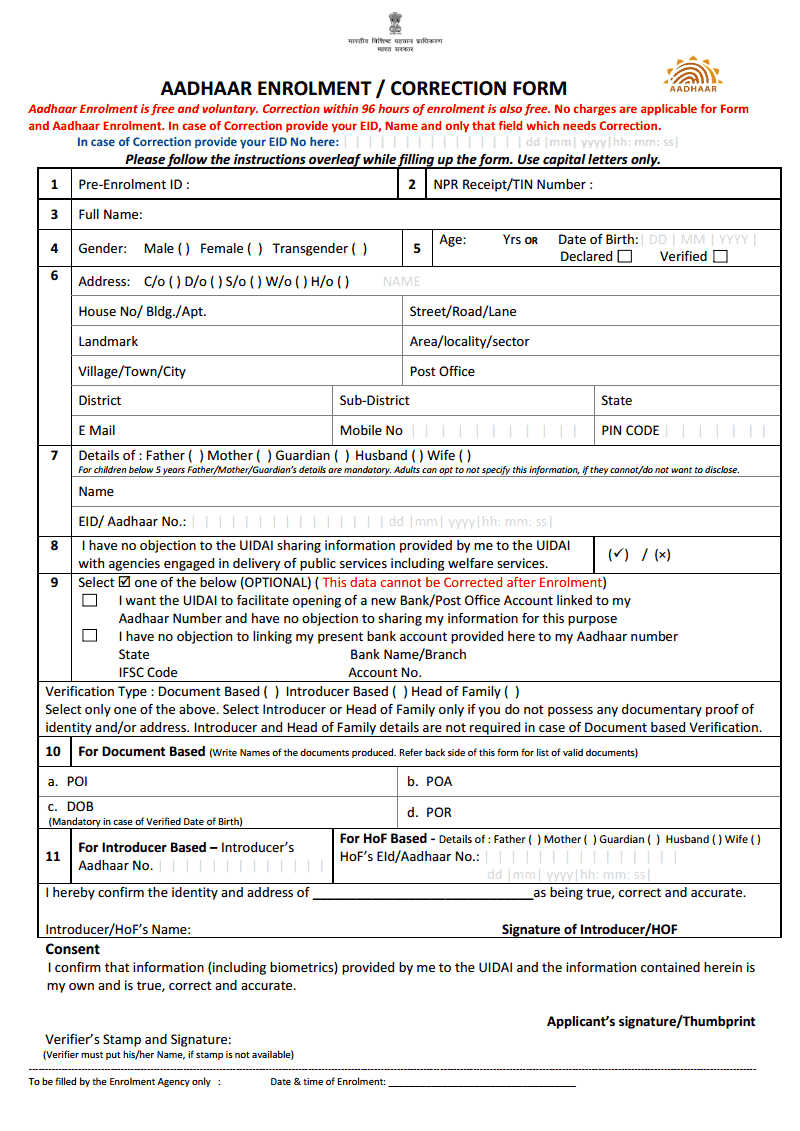 भारतीय विशिष्ट पहचान प्राधिकरण
भारत सरकार
AADHAAR
AADHAAR ENROLMENT / CORRECTION FORM
Aadhaar Enrolment is free and voluntary. Correction within 96 hours of enrolment is also free. No charges are applicable for Form
and Aadhaar Enrolment. In case of Correction provide your EID, Name and only that field which needs Correction.
In case of Correction provide your EID No here: | | | | | | | | | | | | | | dd |mm| yyyy|hh: mm: ss|
Please follow the instructions overleaf while filling up the form. Use capital letters only.
1 Pre-Enrolment ID : 2 NPR Receipt/TIN Number :
3 Full Name:
4 Gender: Male ( ) Female ( ) Transgender ( ) 5 Age: Yrs OR Date of Birth: | DD | MM | YYYY |
Declared ☐ Verified ☐
6 Address: C/o ( ) D/o ( ) S/o ( ) W/o ( ) H/o ( ) NAME
House No/ Bldg./Apt. Street/Road/Lane
Landmark Area/locality/sector
Village/Town/City Post Office
District Sub-District State
E Mail Mobile No | | | | | | | | | | PIN CODE | | | | | |
7 Details of : Father ( ) Mother ( ) Guardian ( ) Husband ( ) Wife ( )
For children below 5 years Father/Mother/Guardian's details are mandatory. Adults can opt to not specify this information, if they cannot/do not want to disclose.
Name
EID/ Aadhaar No.: | | | | | | | | | | | | | | dd |mm| yyyy|hh: mm: ss|
8 I have no objection to the UIDAI sharing information provided by me to the UIDAI
with agencies engaged in delivery of public services including welfare services. (✓) / (×)
9 Select ☑ one of the below (OPTIONAL) ( This data cannot be Corrected after Enrolment)
☐ I want the UIDAI to facilitate opening of a new Bank/Post Office Account linked to my
Aadhaar Number and have no objection to sharing my information for this purpose
☐ I have no objection to linking my present bank account provided here to my Aadhaar number
State Bank Name/Branch
IFSC Code Account No.
Verification Type : Document Based ( ) Introducer Based ( ) Head of Family ( )
Select only one of the above. Select Introducer or Head of Family only if you do not possess any documentary proof of
identity and/or address. Introducer and Head of Family details are not required in case of Document based Verification.
10 For Document Based (Write Names of the documents produced. Refer back side of this form for list of valid documents)
a. POI b. POA
c. DOB d. POR
(Mandatory in case of Verified Date of Birth)
11 For Introducer Based – Introducer's
Aadhaar No. | | | | | | | | | | | |
For HoF Based - Details of : Father ( ) Mother ( ) Guardian ( ) Husband ( ) Wife ( )
HoF's EId/Aadhaar No.: | | | | | | | | | | | | | |
dd |mm| yyyy|hh: mm: ss|
I hereby confirm the identity and address of ______________________________as being true, correct and accurate.
Introducer/HoF's Name: Signature of Introducer/HOF
Consent
I confirm that information (including biometrics) provided by me to the UIDAI and the information contained herein is
my own and is true, correct and accurate.
Applicant's signature/Thumbprint
Verifier's Stamp and Signature:
(Verifier must put his/her Name, if stamp is not available)
To be filled by the Enrolment Agency only : Date & time of Enrolment: ______________________________